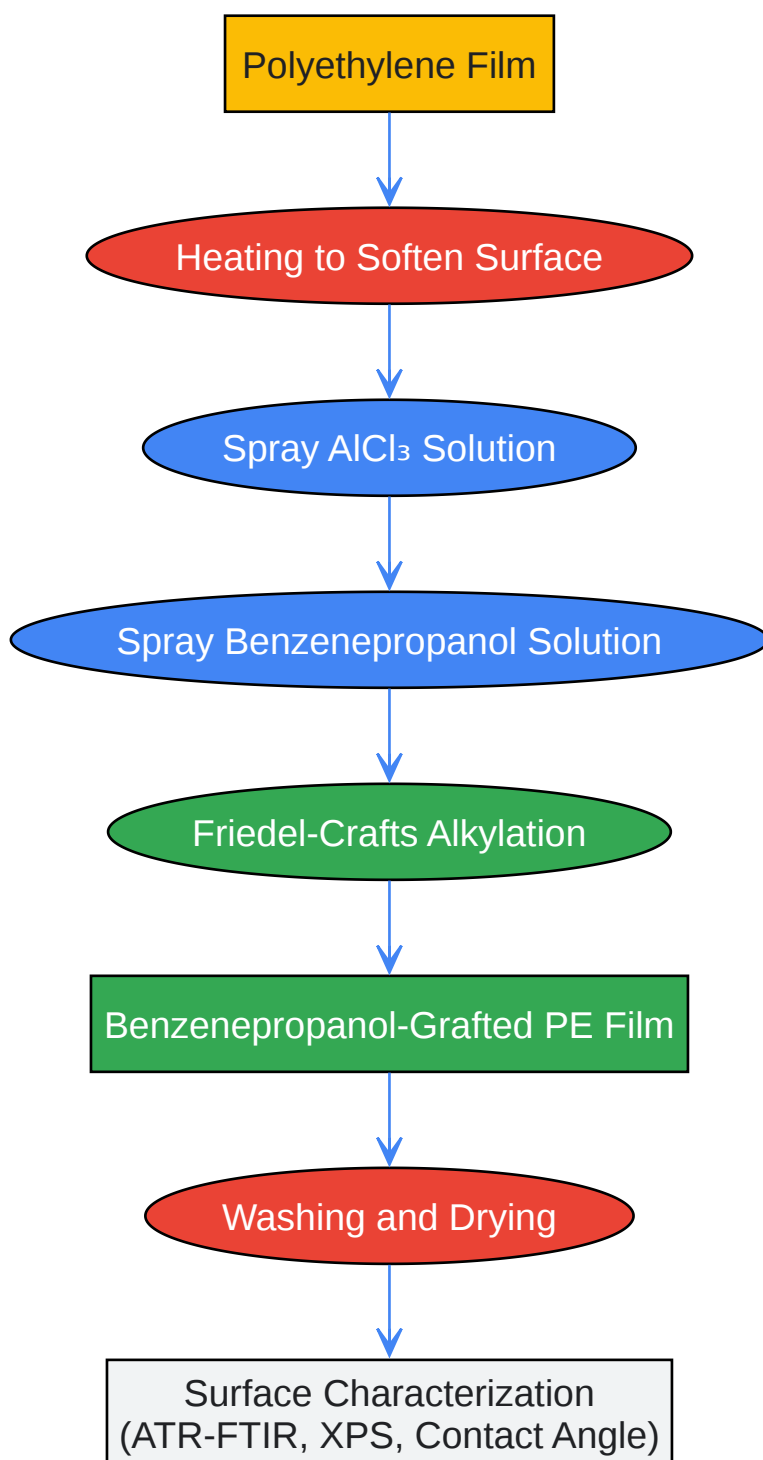 Polyethylene Film
Heating to Soften Surface
Spray AlCl₃ Solution
Spray Benzenepropanol Solution
Friedel-Crafts Alkylation
Benzenepropanol-Grafted PE Film
Washing and Drying
Surface Characterization
(ATR-FTIR, XPS, Contact Angle)